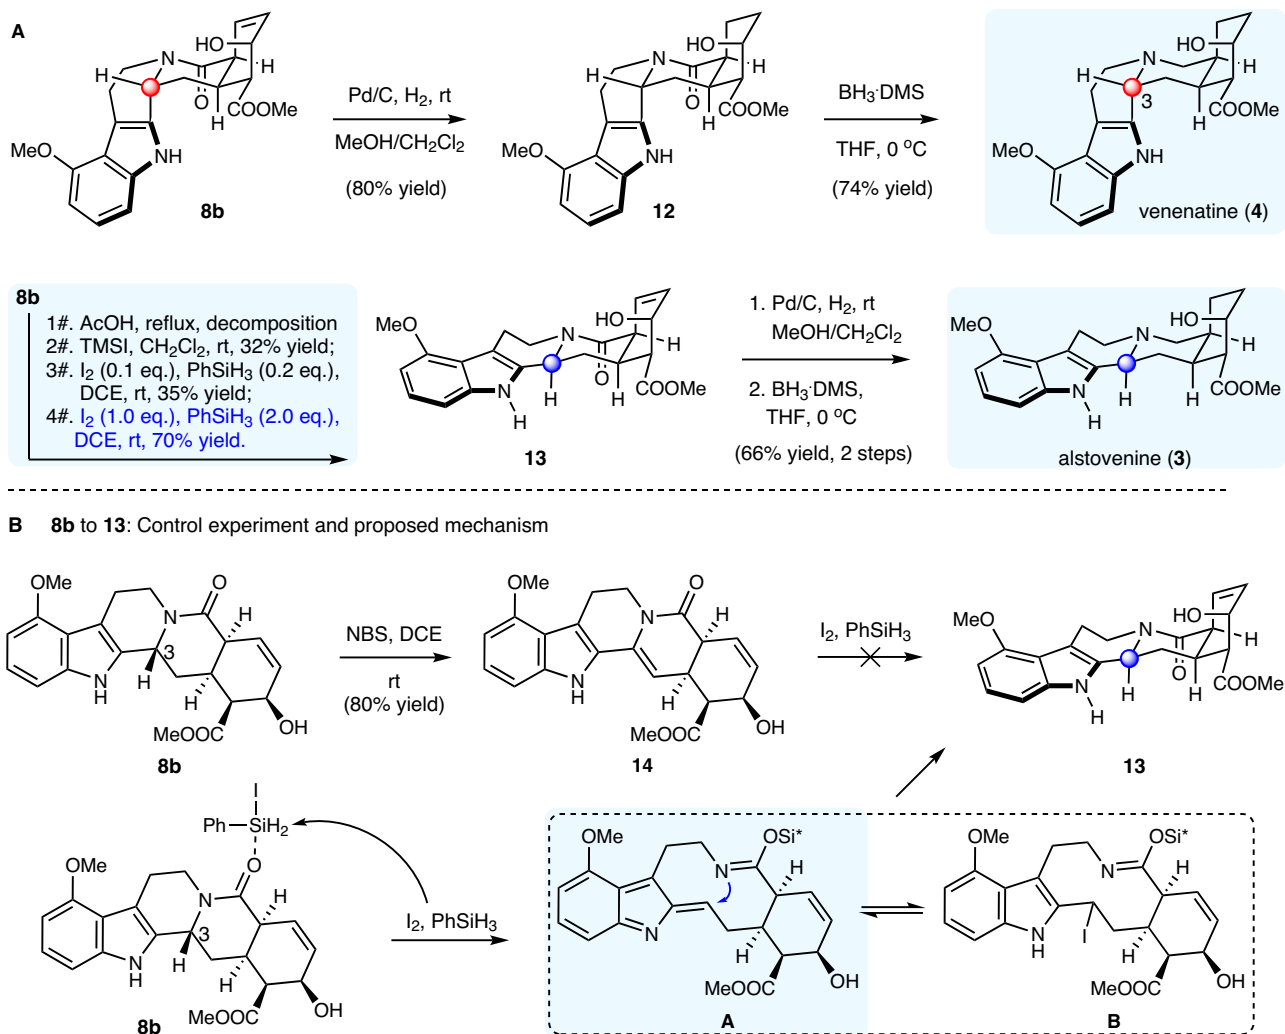 A
HO
N
H
H
O
COOMe
H
MeO
NH
8b
Pd/C, H2, rt
MeOH/CH2Cl2
(80% yield)
HO
N
H
H
O
COOMe
H
MeO
NH
12
BH3·DMS
THF, 0 °C
(74% yield)
HO
N
H
H
3
COOMe
H
MeO
NH
venenatine (4)
8b
1#. AcOH, reflux, decomposition
2#. TMSI, CH2Cl2, rt, 32% yield;
3#. I2 (0.1 eq.), PhSiH3 (0.2 eq.),
DCE, rt, 35% yield;
4#. I2 (1.0 eq.), PhSiH3 (2.0 eq.),
DCE, rt, 70% yield.
MeO
HO
N
H
O
N
H
H
H
COOMe
13
1. Pd/C, H2, rt
MeOH/CH2Cl2
2. BH3·DMS,
THF, 0 °C
(66% yield, 2 steps)
MeO
HO
N
H
N
H
H
H
COOMe
alstovenine (3)
B 8b to 13: Control experiment and proposed mechanism
OMe
O
N
H
3
N
H
H
H
MeOOC
OH
8b
NBS, DCE
rt
(80% yield)
OMe
O
N
H
NH
H
MeOOC
OH
14
I2, PhSiH3
MeO
HO
N
H
O
N
H
H
H
COOMe
13
I
Ph
SiH2
O
OMe
N
H
3
N
H
H
H
MeOOC
OH
8b
I2, PhSiH3
OMe
OSi*
N
H
N
H
MeOOC
OH
A
OMe
OSi*
N
H
NH
I
H
MeOOC
OH
B